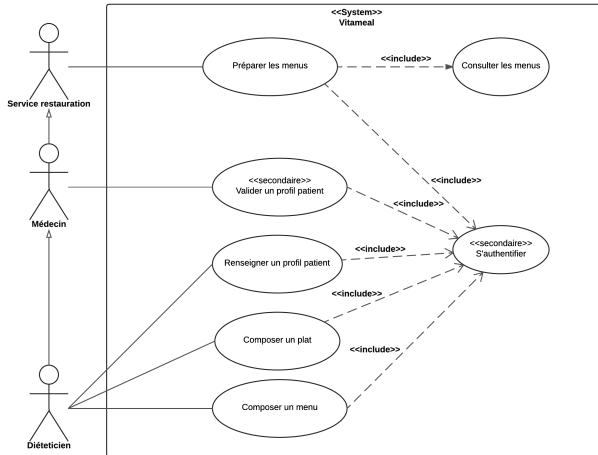 <<System>>
Vitameal
Préparer les menus
<<include>>
Consulter les menus
Service restauration
<<include>>
<<secondaire>>
Valider un profil patient
<<include>>
Médecin
<<secondaire>>
S'authentifier
Renseigner un profil patient
<<include>>
<<include>>
Composer un plat
<<include>>
Composer un menu
Diéteticien